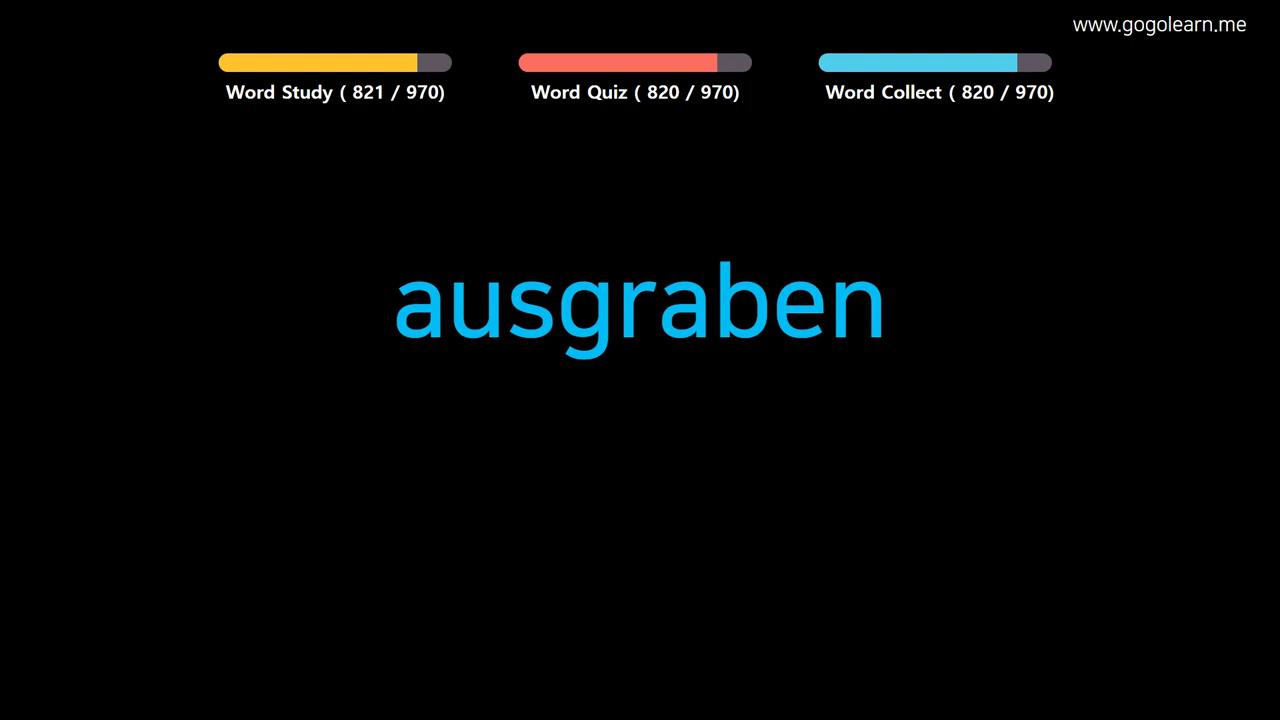 www.gogolearn.me
Word Study ( 821 / 970)
Word Quiz ( 820 / 970)
Word Collect ( 820 / 970)
ausgraben